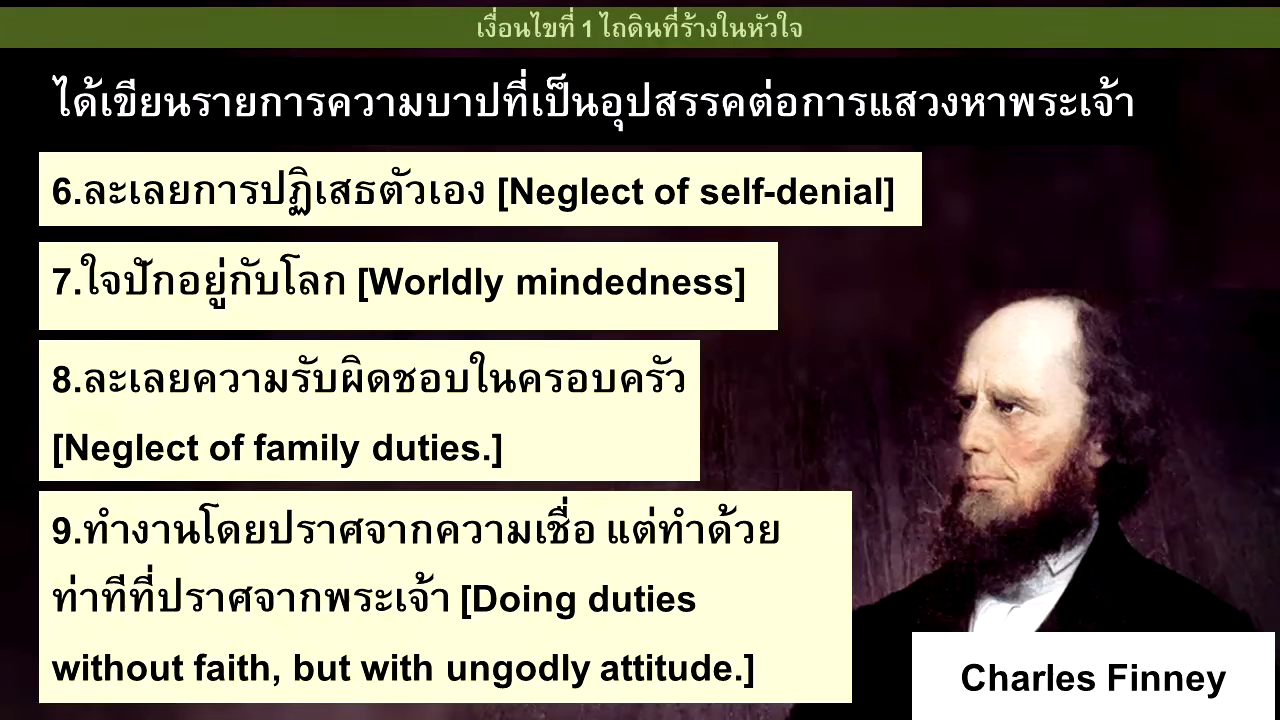 เงื่อนไขที่ 1 ไถดินที่ร้างในหัวใจ
ได้เขียนรายการความบาปที่เป็นอุปสรรคต่อการแสวงหาพระเจ้า
6.ละเลยการปฏิเสธตัวเอง [Neglect of self-denial]
7.ใจปักอยู่กับโลก [Worldly mindedness]
8.ละเลยความรับผิดชอบในครอบครัว
[Neglect of family duties.]
9.ทำงานโดยปราศจากความเชื่อ แต่ทำด้วย
ท่าทีที่ปราศจากพระเจ้า [Doing duties
without faith, but with ungodly attitude.]
Charles Finney